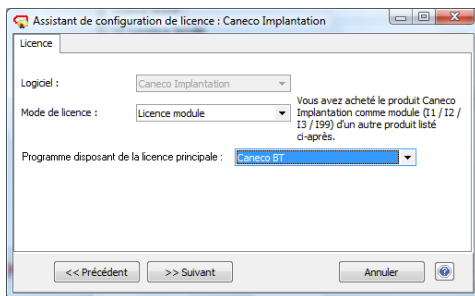 Assistant de configuration de licence : Caneco Implantation
Licence
Logiciel :
Caneco Implantation
Mode de licence :
Licence module
Vous avez acheté le produit Caneco
Implantation comme module (I1 / I2 /
I3 / I99) d'un autre produit listé
ci-après.
Programme disposant de la licence principale :
Caneco BT
<< Précédent
>> Suivant
Annuler